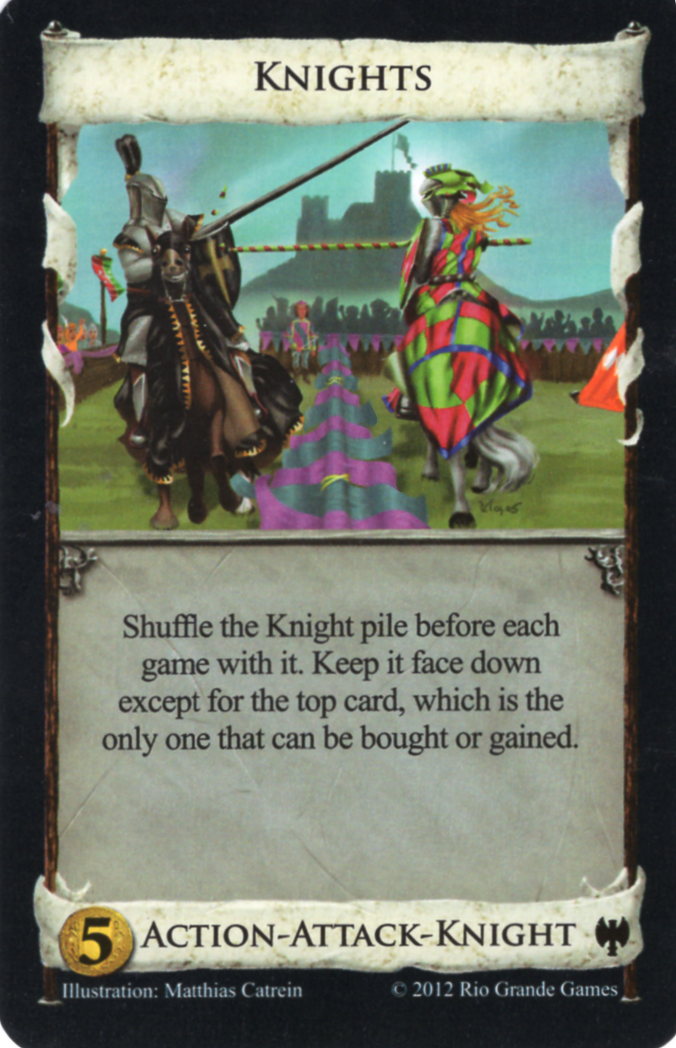 KNIGHTS
Shuffle the Knight pile before each
game with it. Keep it face down
except for the top card, which is the
only one that can be bought or gained.
5 ACTION-ATTACK-KNIGHT
Illustration: Matthias Catrein © 2012 Rio Grande Games